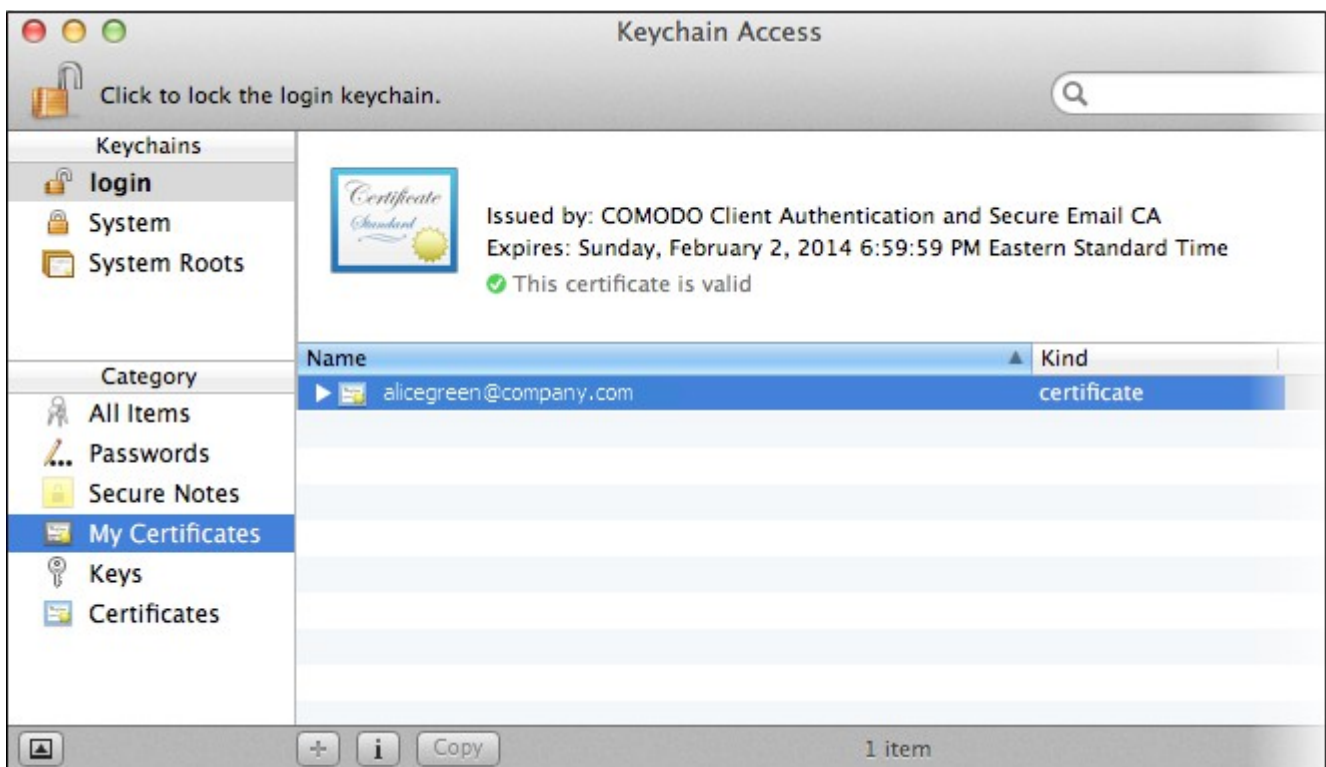 Keychain Access
Click to lock the login keychain.
Keychains
login
System
System Roots
Certificate
Standard
Issued by: COMODO Client Authentication and Secure Email CA
Expires: Sunday, February 2, 2014 6:59:59 PM Eastern Standard Time
This certificate is valid
Name Kind
alicegreen@company.com certificate
Category
All Items
Passwords
Secure Notes
My Certificates
Keys
Certificates
+ i Copy 1 item